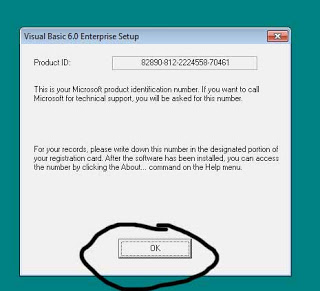 Visual Basic 6.0 Enterprise Setup
Product ID:
82890-812-2224558-70461
This is your Microsoft product identification number. If you want to call
Microsoft for technical support, you will be asked for this number.
For your records, please write down this number in the designated portion of
your registration card. After the software has been installed, you can access
the number by clicking the About... command on the Help menu.
OK